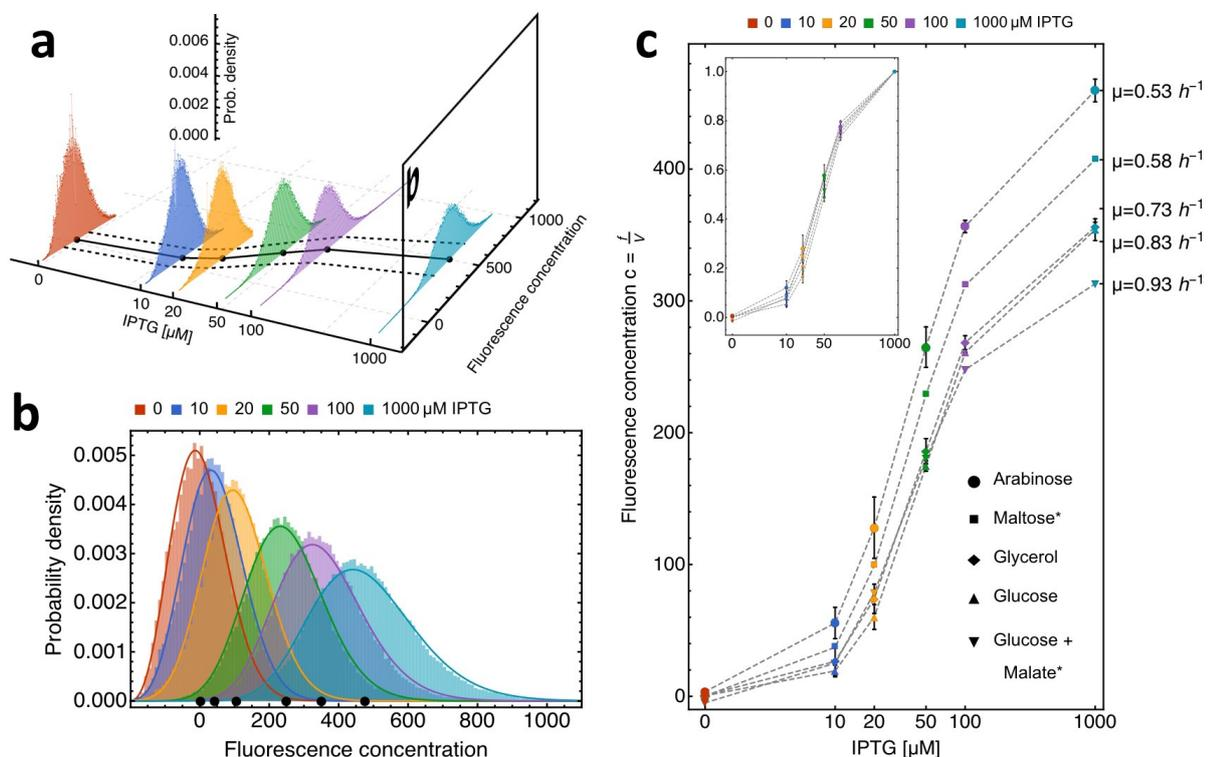 a
0.006
0.004
0.002
0.000
Prob. density
0
10
20
50
100
1000
IPTG [µM]
0
500
1000
Fluorescence concentration
b
0 10 20 50 100 1000 µM IPTG
0.005
0.004
0.003
0.002
0.001
0.000
Probability density
0 200 400 600 800 1000
Fluorescence concentration
c
0 10 20 50 100 1000 µM IPTG
1.0
0.8
0.6
0.4
0.2
0.0
0 10 50 1000
400
300
200
100
0
Fluorescence concentration c = f/V
µ=0.53 h⁻¹
µ=0.58 h⁻¹
µ=0.73 h⁻¹
µ=0.83 h⁻¹
µ=0.93 h⁻¹
Arabinose
Maltose*
Glycerol
Glucose
Glucose +
Malate*
0 10 20 50 100 1000
IPTG [µM]